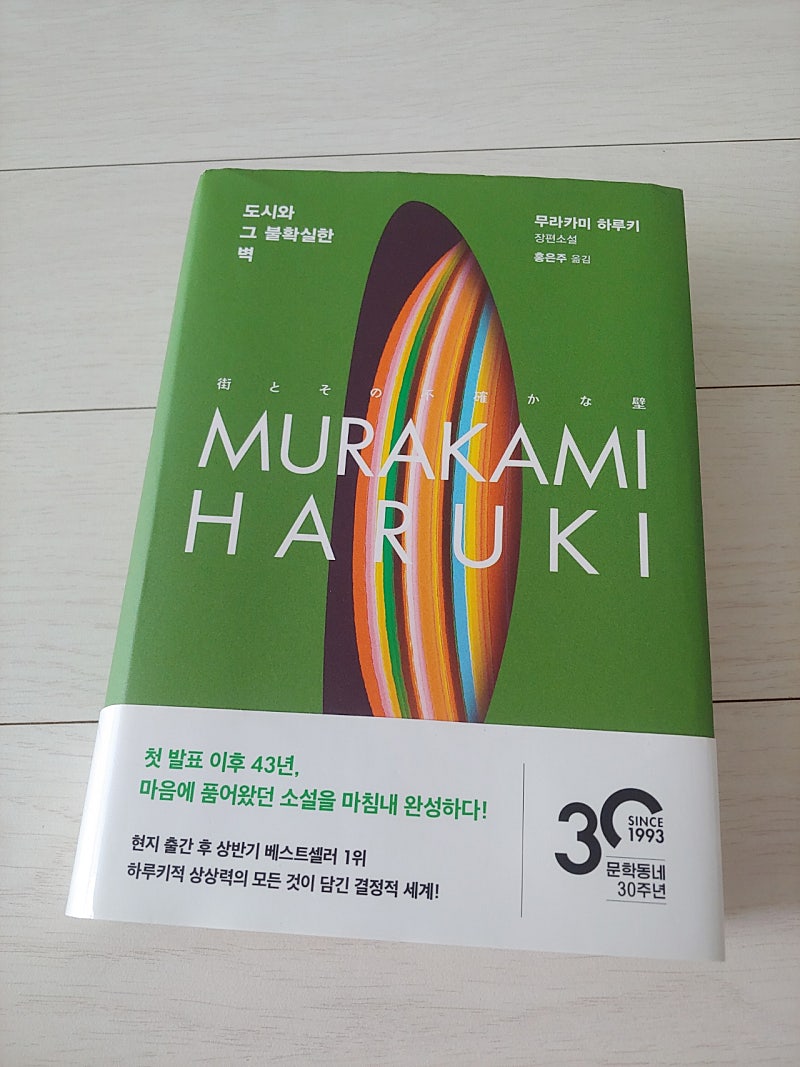 도시와
그 불확실한
벽
무라카미 하루키
장편소설
홍은주 옮김
街とその不確かな壁
MURAKAMI
HARUKI
첫 발표 이후 43년,
마음에 품어왔던 소설을 마침내 완성하다!
현지 출간 후 상반기 베스트셀러 1위
하루키적 상상력의 모든 것이 담긴 결정적 세계!
30
SINCE
1993
문학동네
30주년